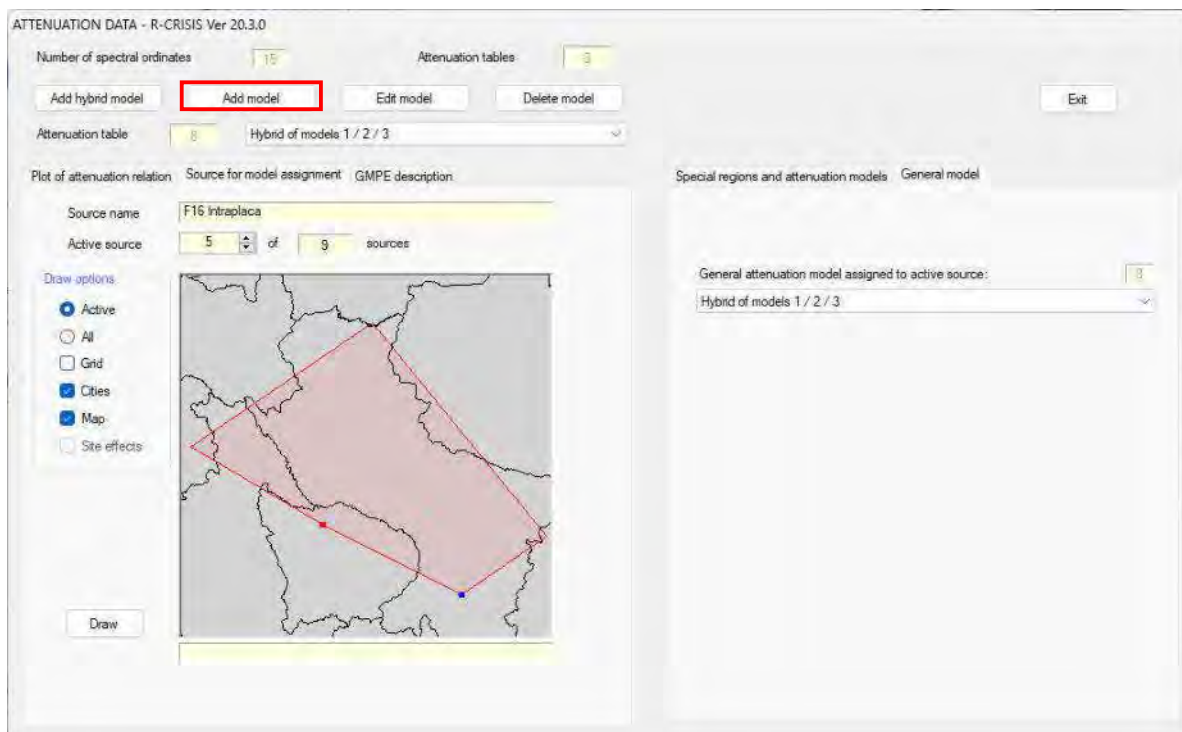 ATTENUATION DATA - R-CRISIS Ver 20.3.0
Number of spectral ordinates 15 Attenuation tables
Add hybrid model Add model Edit model Delete model Exit
Attenuation table 8 Hybrid of models 1 / 2 / 3
Plot of attenuation relation Source for model assignment GMPE description Special regions and attenuation models General model
Source name F16 Intraplaca
Active source 5 of 9 sources
Draw options
General attenuation model assigned to active source: 8
Active
Hybrid of models 1 / 2 / 3
All
Grid
Cities
Map
Site effects
Draw